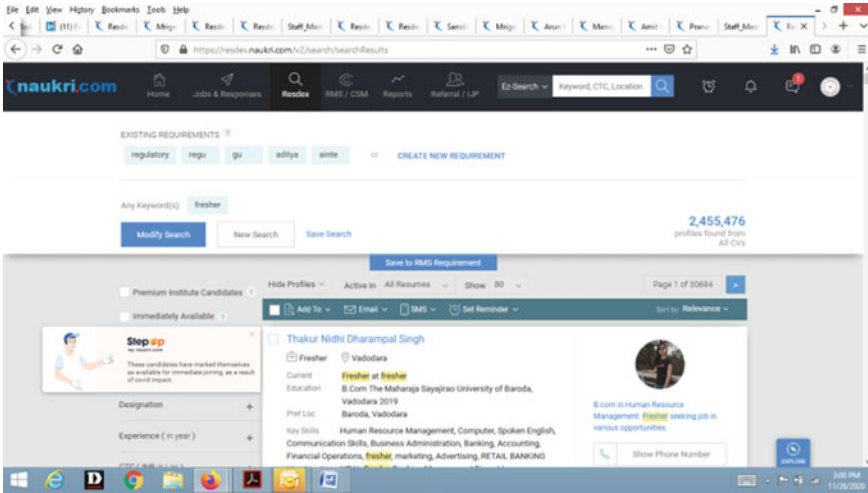 File Edit View History Bookmarks Tools Help
Staff_Mast
Staff_Mast
https://resdex.naukri.com/v2/search/searchResults
naukri.com
Home Jobs & Responses Resdex RMS / CSM Reports Referral / IJP Ez-Search Keyword, CTC, Location
EXISTING REQUIREMENTS ?
regulatory regu gu aditya ainte or CREATE NEW REQUIREMENT
Any Keyword(s): fresher
Modify Search New Search Save Search
2,455,476
profiles found from
All CVs
Save to RMS Requirement
Hide Profiles Active in All Resumes Show 80 Page 1 of 30694 >
Premium Institute Candidates ?
Immediately Available ?
Add To Email SMS Set Reminder Sort by: Relevance
Step up
by naukri.com
These candidates have marked themselves
as available for immediate joining, as a result
of covid impact.
Designation +
Experience ( in year ) +
Thakur Nidhi Dharampal Singh
Fresher Vadodara
Current Fresher at fresher
Education B.Com The Maharaja Sayajirao University of Baroda,
Vadodara 2019
Pref Loc Baroda, Vadodara
Key Skills Human Resource Management, Computer, Spoken English,
Communication Skills, Business Administration, Banking, Accounting,
Financial Operations, fresher, marketing, Advertising, RETAIL BANKING
B.com in Human Resource
Management. Fresher seeking job in
various opportunities.
Show Phone Number
EXPLORE
3:00 PM
11/26/2020